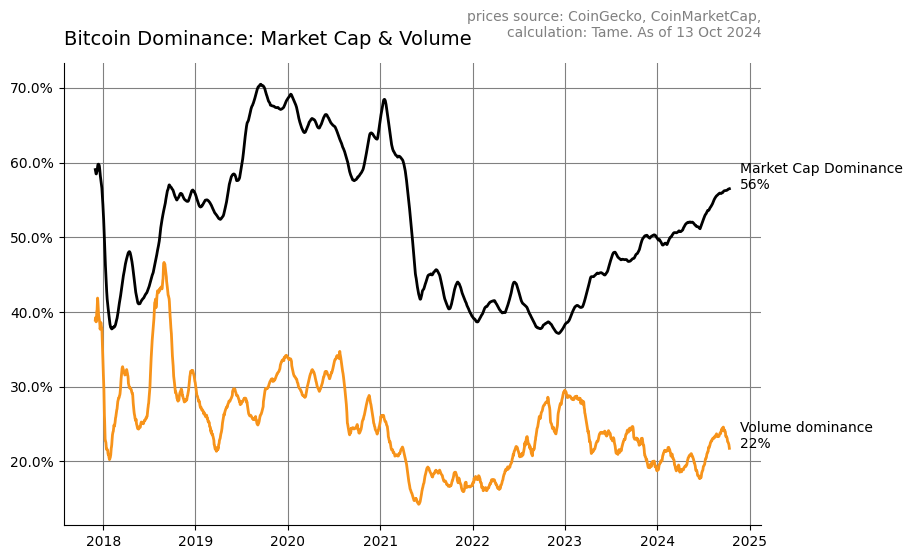 prices source: CoinGecko, CoinMarketCap,
calculation: Tame. As of 13 Oct 2024
Bitcoin Dominance: Market Cap & Volume
70.0%
60.0%
50.0%
40.0%
30.0%
20.0%
Market Cap Dominance
56%
Volume dominance
22%
2018 2019 2020 2021 2022 2023 2024 2025